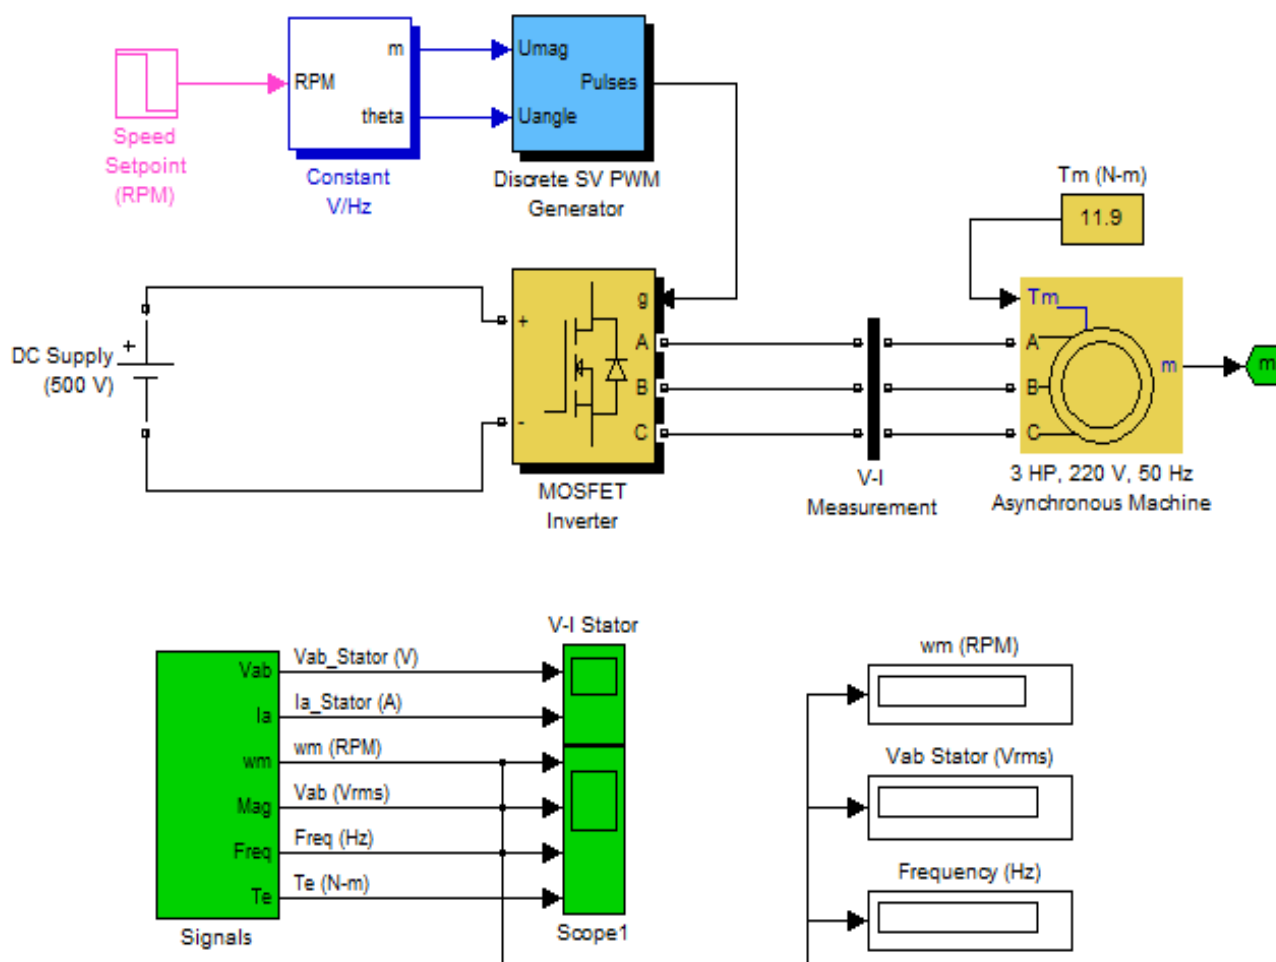 m
Umag
RPM
Pulses
theta
Uangle
Speed
Setpoint
(RPM)
Constant
V/Hz
Discrete SV PWM
Generator
Tm (N-m)
11.9
DC Supply
(500 V)
+
+
-
g
A
B
C
MOSFET
Inverter
V-I
Measurement
Tm
A
B
C
m
m
3 HP, 220 V, 50 Hz
Asynchronous Machine
V-I Stator
Vab
Vab_Stator (V)
Ia
Ia_Stator (A)
wm
wm (RPM)
Mag
Vab (Vrms)
Freq
Freq (Hz)
Te
Te (N-m)
Signals
Scope1
wm (RPM)
Vab Stator (Vrms)
Frequency (Hz)